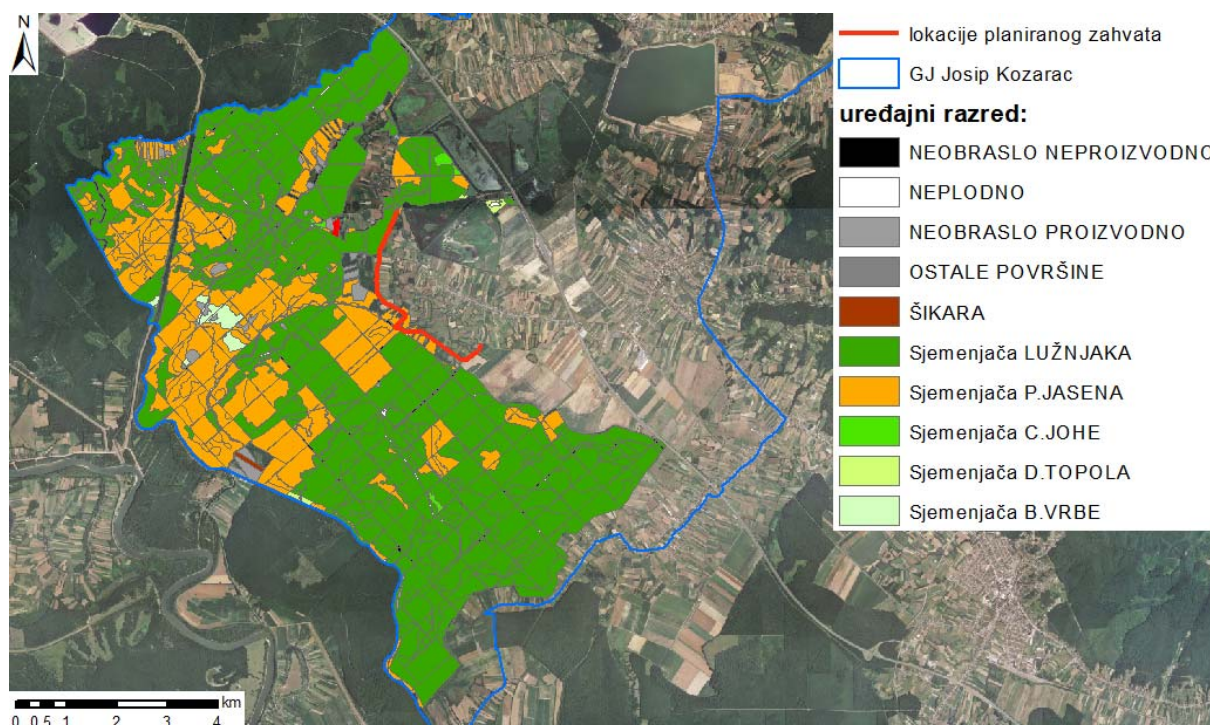 N
lokacije planiranog zahvata
GJ Josip Kozarac
uređajni razred:
NEOBRASLO NEPROIZVODNO
NEPLODNO
NEOBRASLO PROIZVODNO
OSTALE POVRŠINE
ŠIKARA
Sjemenjača LUŽNJAKA
Sjemenjača P.JASENA
Sjemenjača C.JOHE
Sjemenjača D.TOPOLA
Sjemenjača B.VRBE
km
0 0,5 1 2 3 4